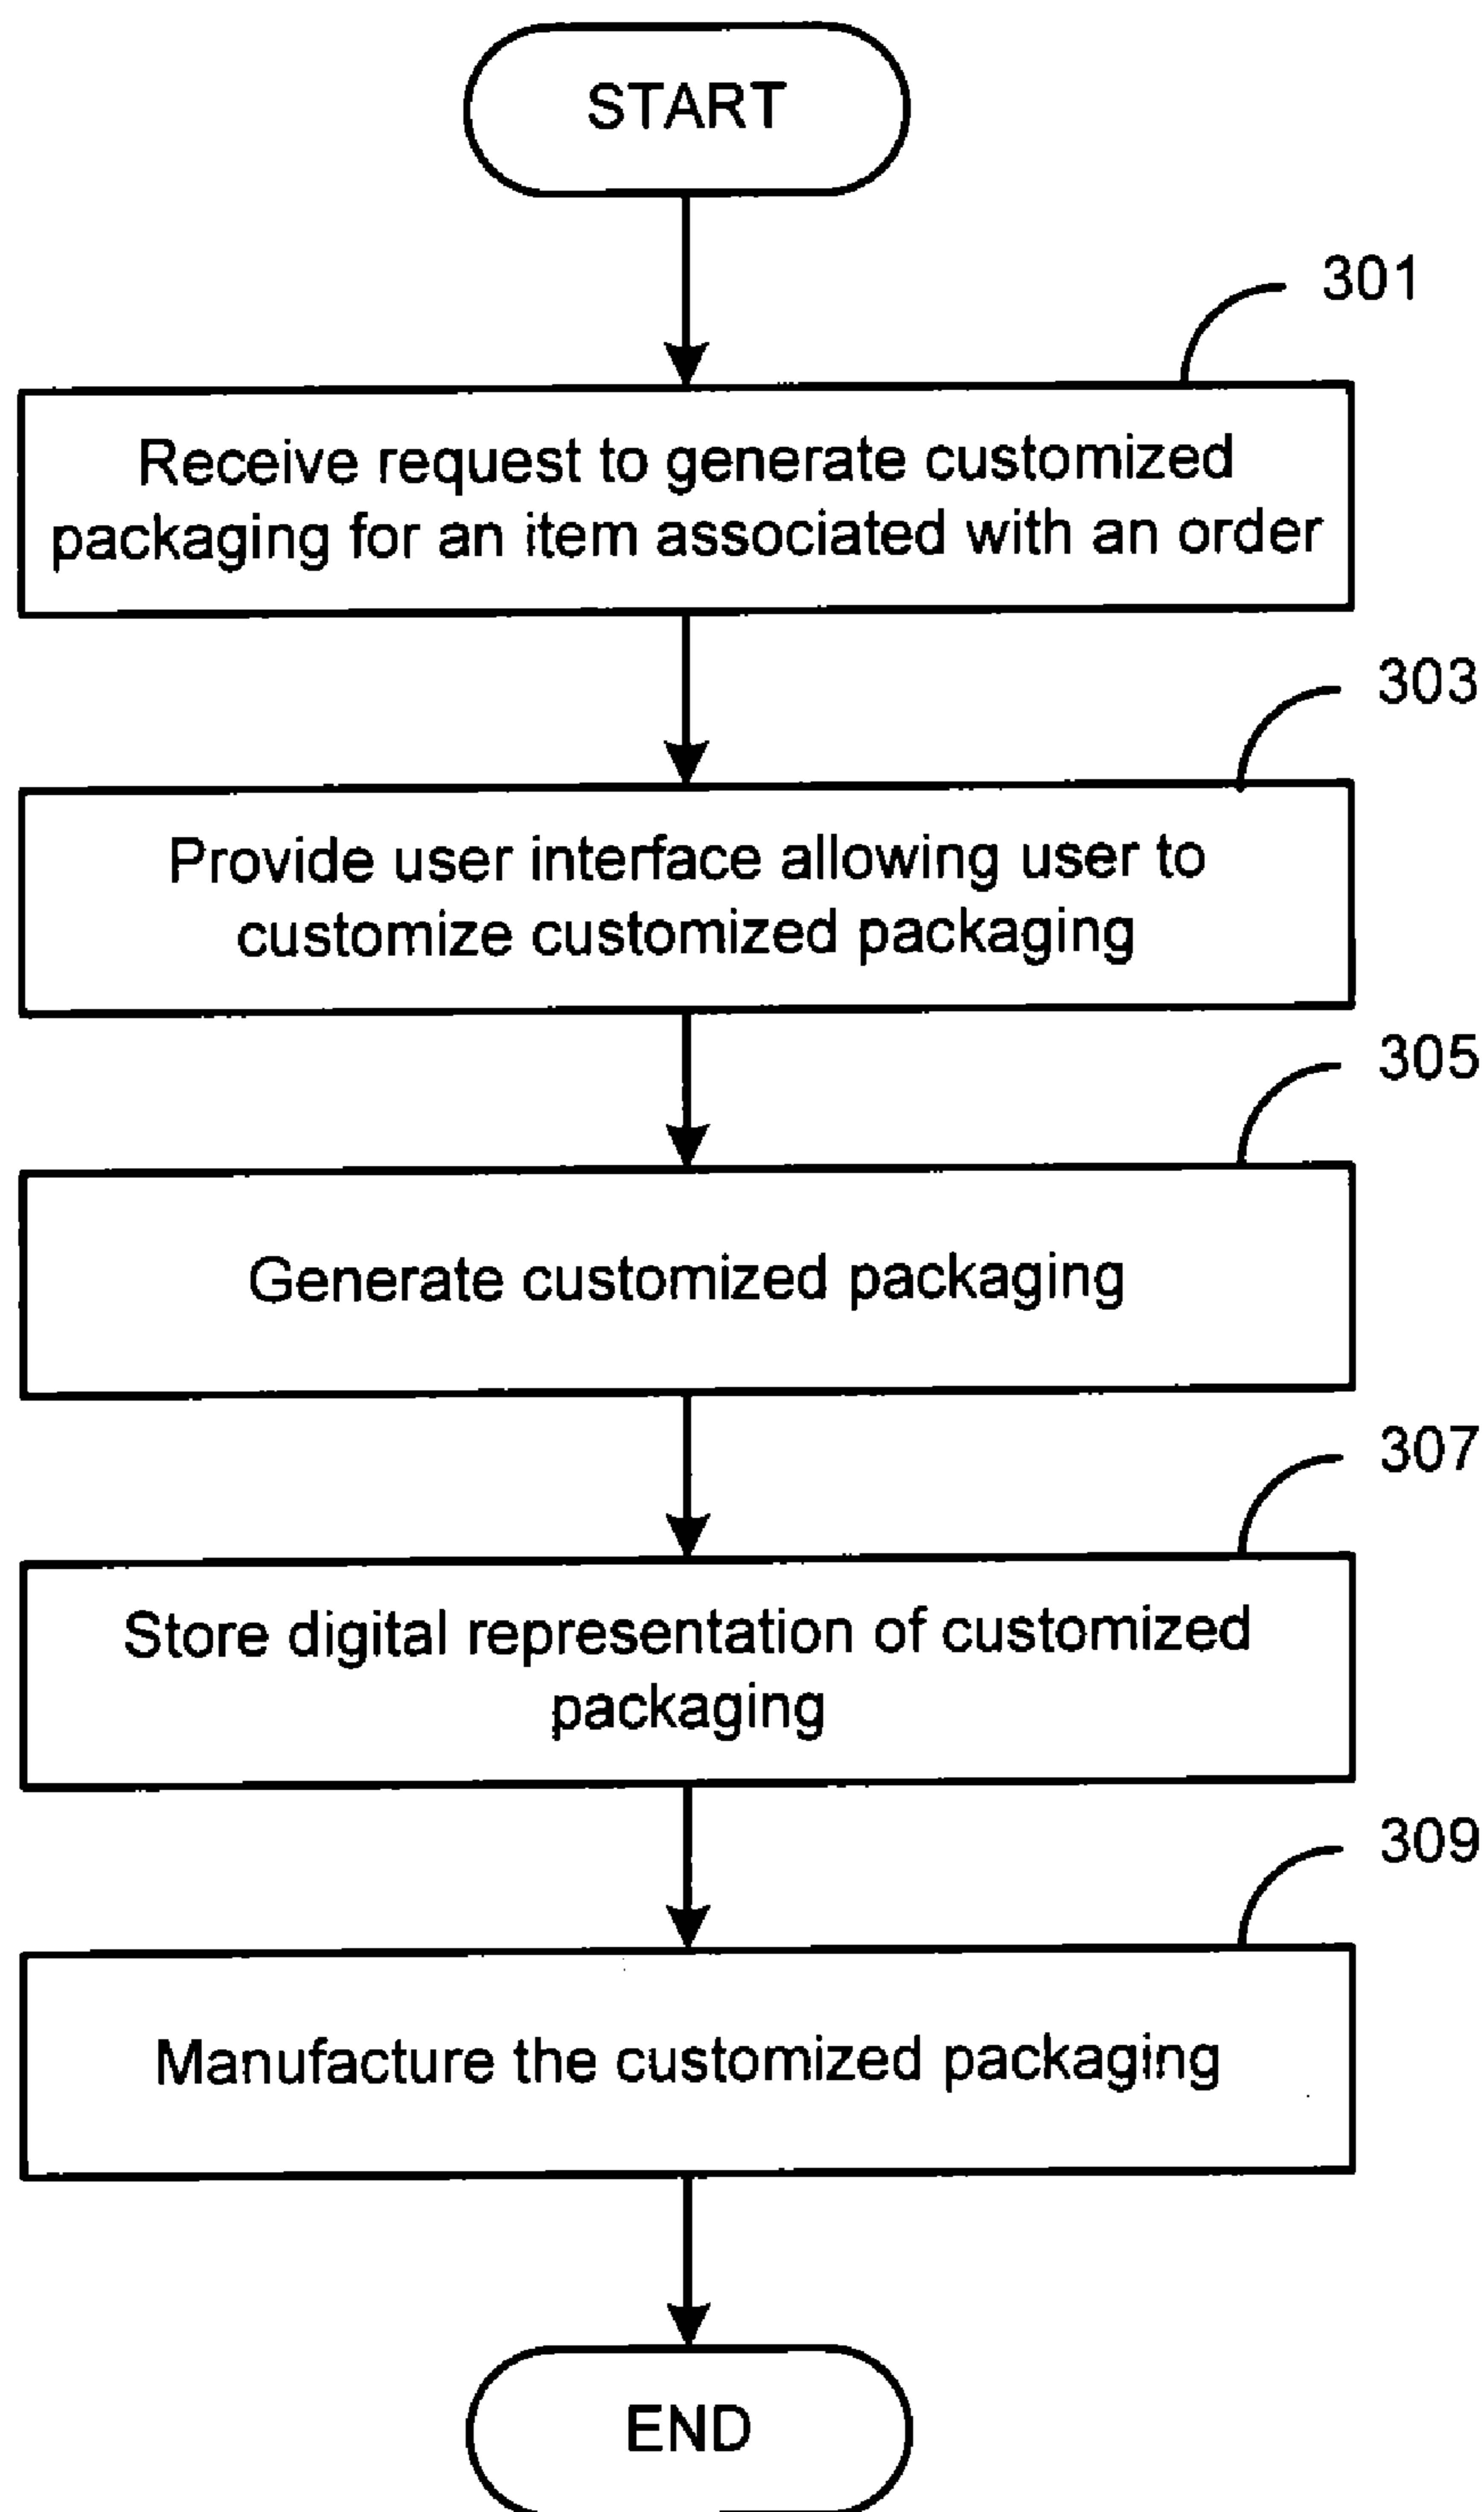 START
301
Receive request to generate customized
packaging for an item associated with an order
303
Provide user interface allowing user to
customize customized packaging
305
Generate customized packaging
307
Store digital representation of customized
packaging
309
Manufacture the customized packaging
END